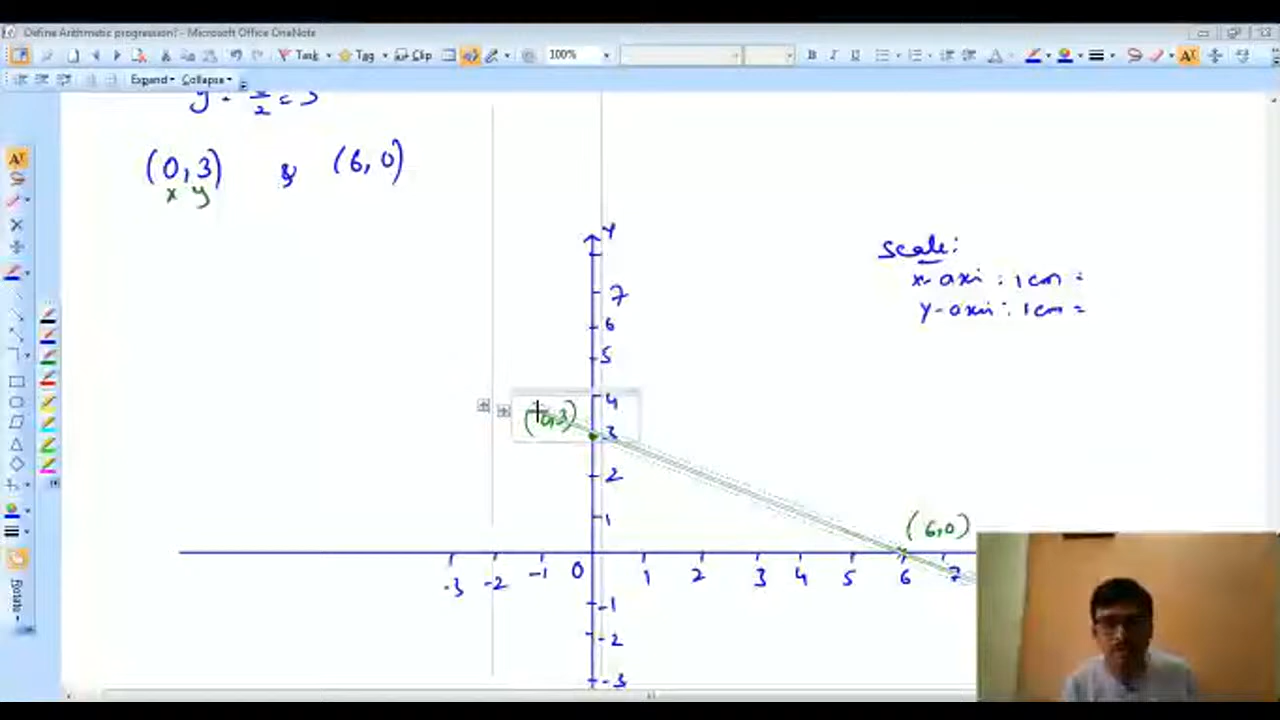 Define Arithmetic progression? - Microsoft Office OneNote
Task Tag Clip 100% B I U
Expand Collapse
(0,3) & (6,0)
x y
Y
Scale:
x-axis : 1cm =
y-axis : 1cm =
7
6
5
4
(0,3)
3
2
1
(6,0)
-3 -2 -1 0 1 2 3 4 5 6 7
-1
-2
-3
Rotate